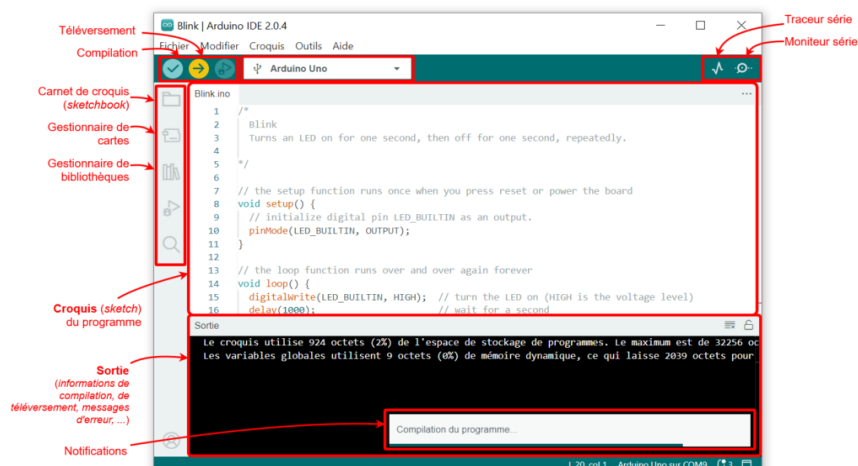 Blink | Arduino IDE 2.0.4
Fichier Modifier Croquis Outils Aide
Arduino Uno
Téléversement
Compilation
Traceur série
Moniteur série
Carnet de croquis
(sketchbook)
Gestionnaire de
cartes
Gestionnaire de
bibliothèques
Croquis (sketch)
du programme
Sortie
(informations de
compilation, de
téléversement, messages
d'erreur, ...)
Notifications
Blink.ino
1 /*
2 Blink
3 Turns an LED on for one second, then off for one second, repeatedly.
4
5 */
6
7 // the setup function runs once when you press reset or power the board
8 void setup() {
9 // initialize digital pin LED_BUILTIN as an output.
10 pinMode(LED_BUILTIN, OUTPUT);
11 }
12
13 // the loop function runs over and over again forever
14 void loop() {
15 digitalWrite(LED_BUILTIN, HIGH); // turn the LED on (HIGH is the voltage level)
16 delay(1000); // wait for a second
Sortie
Le croquis utilise 924 octets (2%) de l'espace de stockage de programmes. Le maximum est de 32256 oc
Les variables globales utilisent 9 octets (0%) de mémoire dynamique, ce qui laisse 2039 octets pour
Compilation du programme...
L 20, col 1 Arduino Uno sur COM9 3